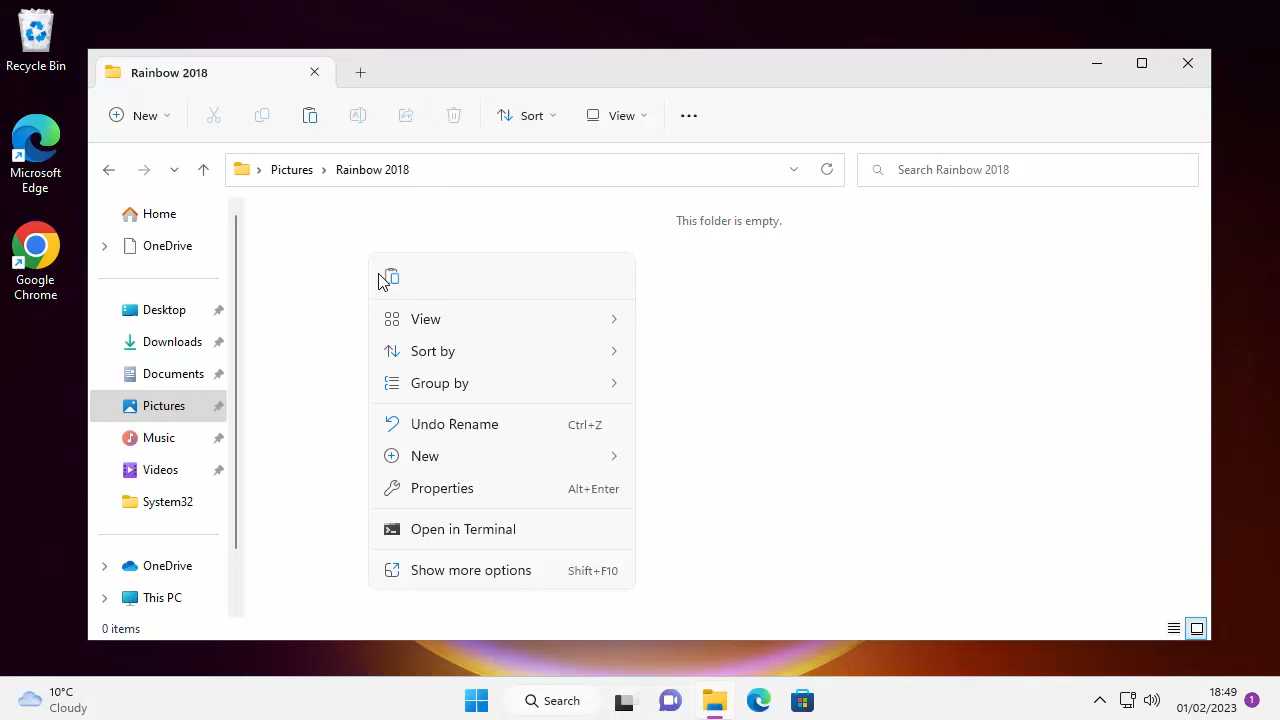 Recycle Bin
Microsoft
Edge
Google
Chrome
Rainbow 2018
New
Sort
View
Pictures
Rainbow 2018
Search Rainbow 2018
Home
OneDrive
Desktop
Downloads
Documents
Pictures
Music
Videos
System32
OneDrive
This PC
This folder is empty.
View
Sort by
Group by
Undo Rename Ctrl+Z
New
Properties Alt+Enter
Open in Terminal
Show more options Shift+F10
0 items
10°C
Cloudy
Search
18:49
01/02/2023
1